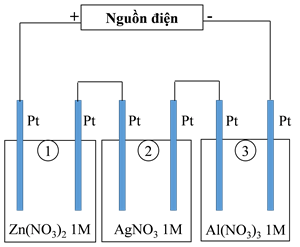 + Nguồn điện -
Pt Pt Pt Pt Pt Pt
1 2 3
Zn(NO₃)₂ 1M AgNO₃ 1M Al(NO₃)₃ 1M